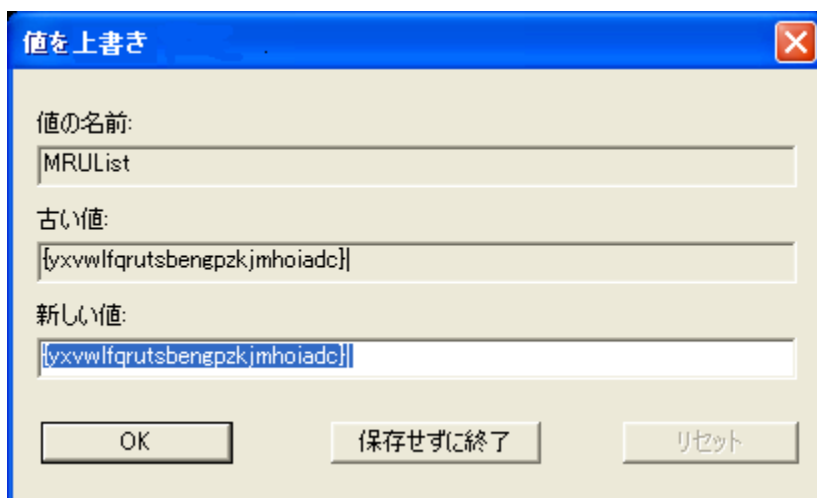 値を上書き
値の名前:
MRUList
古い値:
{yxvwlfqrutsbengpzkjmhoiadc}|
新しい値:
{yxvwlfqrutsbengpzkjmhoiadc}|
OK
保存せずに終了
リセット